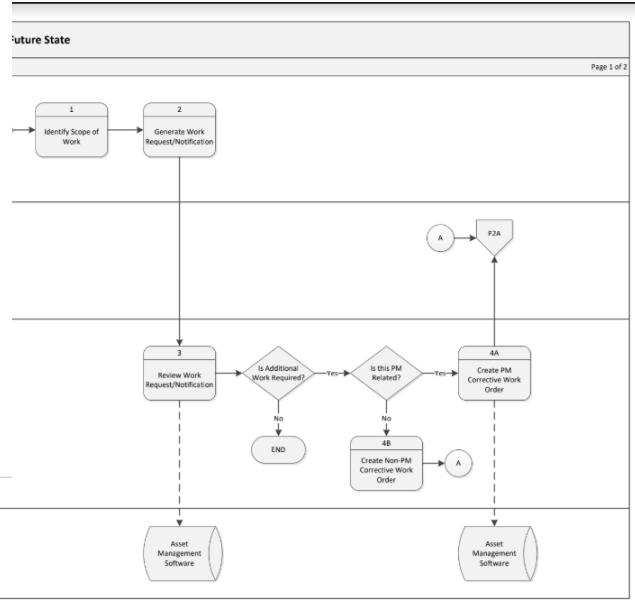 Future State
Page 1 of 2
1
Identify Scope of
Work
2
Generate Work
Request/Notification
A
P2A
3
Review Work
Request/Notification
Is Additional
Work Required?
Yes
Is this PM
Related?
Yes
4A
Create PM
Corrective Work
Order
No
No
END
4B
Create Non-PM
Corrective Work
Order
A
Asset
Management
Software
Asset
Management
Software